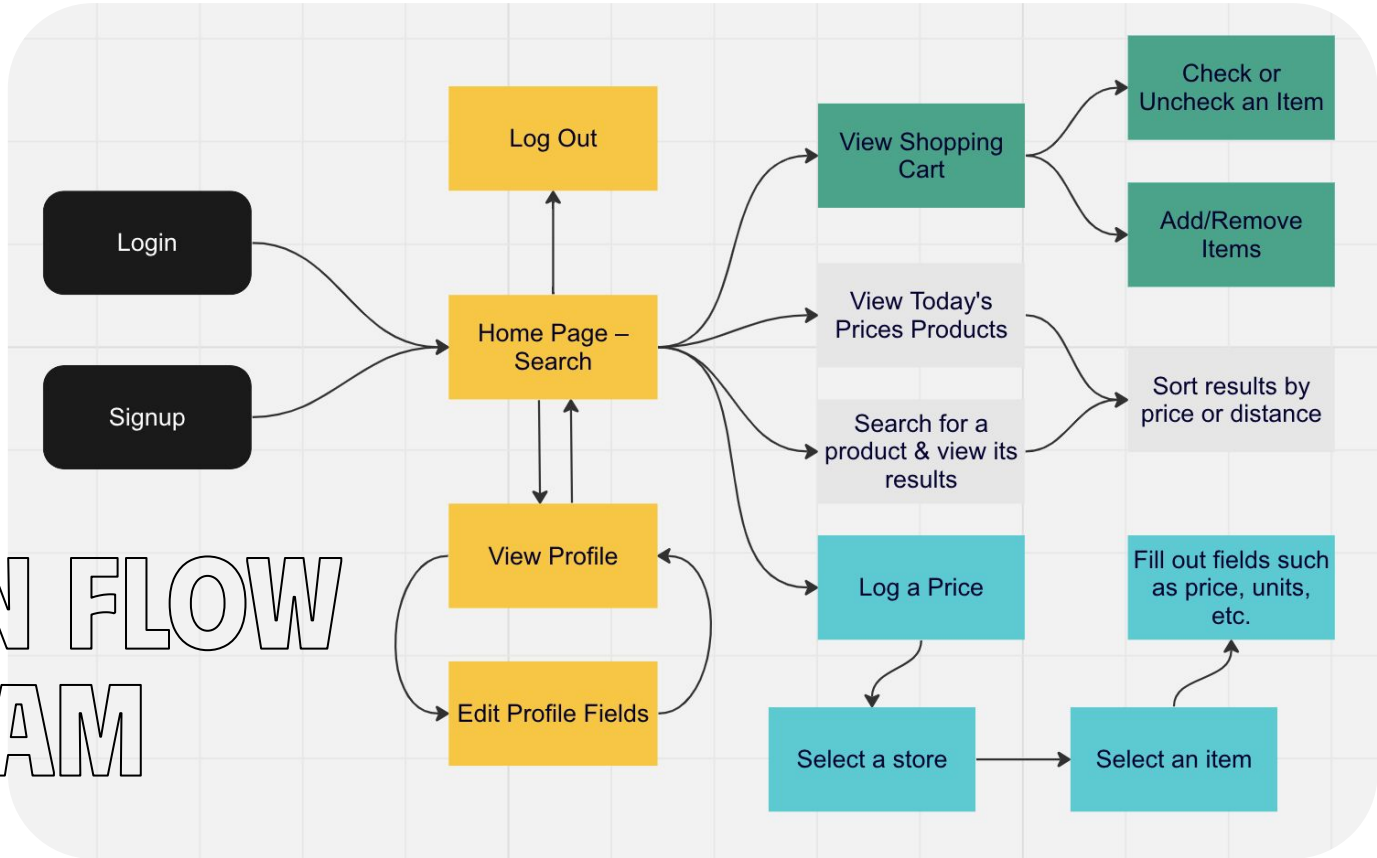 Login
Signup
Log Out
Home Page –
Search
View Profile
Edit Profile Fields
View Shopping
Cart
Check or
Uncheck an Item
Add/Remove
Items
View Today's
Prices Products
Search for a
product & view its
results
Sort results by
price or distance
Log a Price
Select a store
Select an item
Fill out fields such
as price, units,
etc.
FLOW